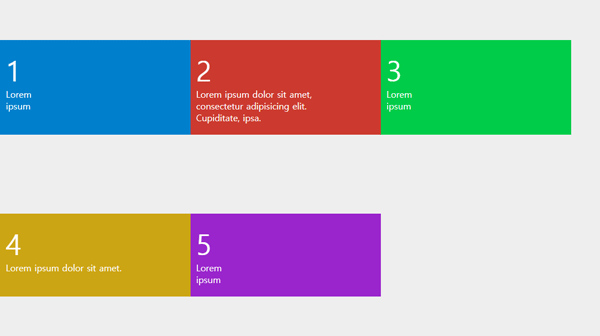 1
Lorem
ipsum
2
Lorem ipsum dolor sit amet,
consectetur adipisicing elit.
Cupiditate, ipsa.
3
Lorem
ipsum
4
Lorem ipsum dolor sit amet.
5
Lorem
ipsum